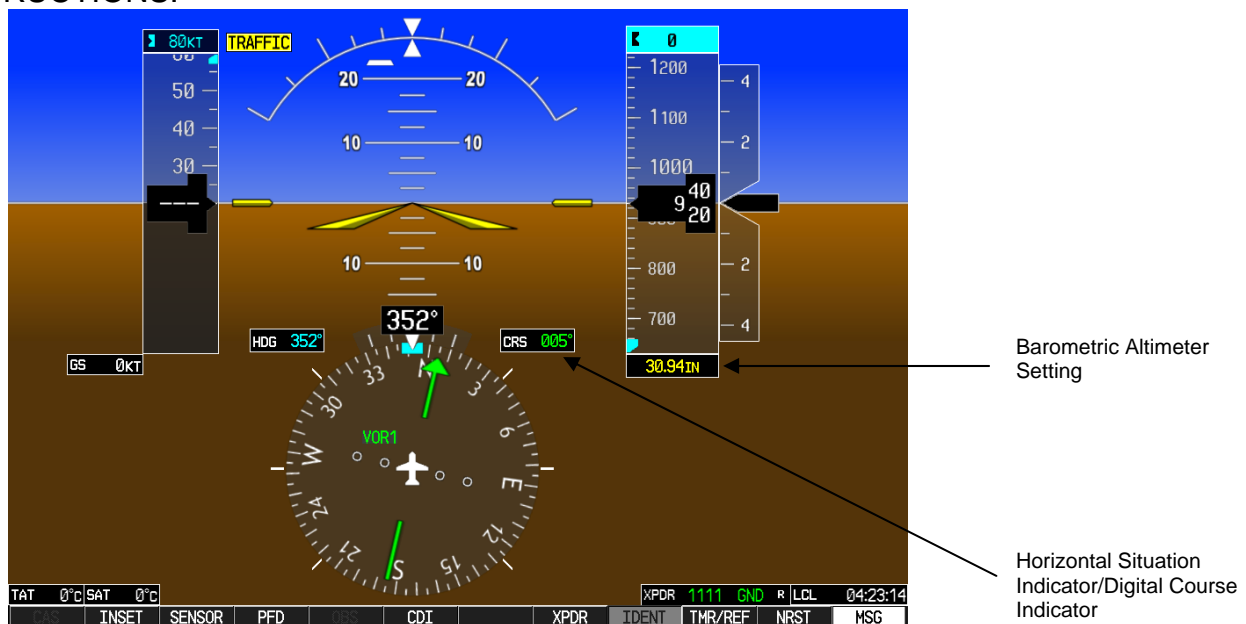 RUCTIONS.
80KT TRAFFIC 0
20 20
1200
4
50
1100
40
10 10
2
30
1000
---
9 40
20
10 10
800
2
352°
700
4
HDG 352° CRS 005°
GS 0KT
30.94IN
Barometric Altimeter
Setting
N 3 6 E 12 15 S 21 24 W 30 33
VOR1
Horizontal Situation
Indicator/Digital Course
Indicator
TAT 0°C SAT 0°C XPDR 1111 GND R LCL 04:23:14
CAS INSET SENSOR PFD OBS CDI XPDR IDENT TMR/REF NRST MSG